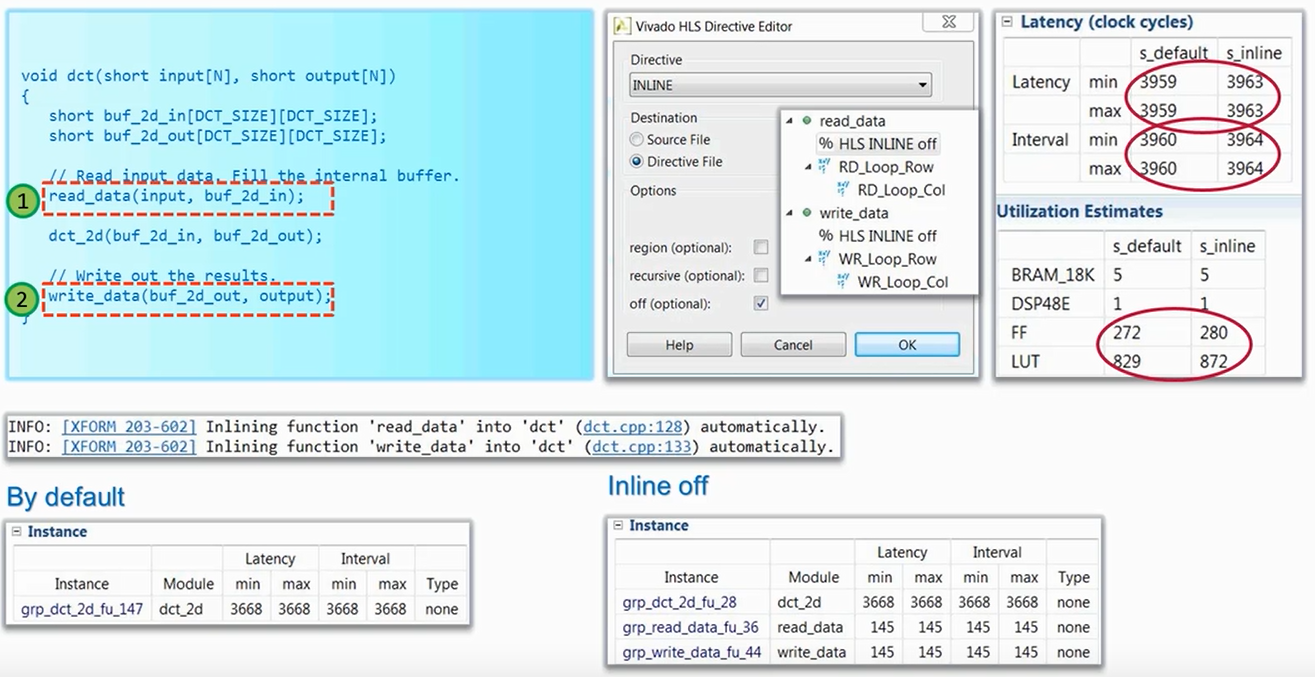 void dct(short input[N], short output[N])
{
short buf_2d_in[DCT_SIZE][DCT_SIZE];
short buf_2d_out[DCT_SIZE][DCT_SIZE];
// Read input data. Fill the internal buffer.
1 read_data(input, buf_2d_in);
dct_2d(buf_2d_in, buf_2d_out);
// Write out the results.
2 write_data(buf_2d_out, output);
}
Vivado HLS Directive Editor
Directive
INLINE
Destination
Source File
Directive File
Options
region (optional):
recursive (optional):
off (optional):
Help Cancel OK
read_data
% HLS INLINE off
RD_Loop_Row
RD_Loop_Col
write_data
% HLS INLINE off
WR_Loop_Row
WR_Loop_Col
Latency (clock cycles)
s_default s_inline
Latency min 3959 3963
max 3959 3963
Interval min 3960 3964
max 3960 3964
Utilization Estimates
s_default s_inline
BRAM_18K 5 5
DSP48E 1 1
FF 272 280
LUT 829 872
INFO: [XFORM 203-602] Inlining function 'read_data' into 'dct' (dct.cpp:128) automatically.
INFO: [XFORM 203-602] Inlining function 'write_data' into 'dct' (dct.cpp:133) automatically.
By default
Instance
Latency Interval
Instance Module min max min max Type
grp_dct_2d_fu_147 dct_2d 3668 3668 3668 3668 none
Inline off
Instance
Latency Interval
Instance Module min max min max Type
grp_dct_2d_fu_28 dct_2d 3668 3668 3668 3668 none
grp_read_data_fu_36 read_data 145 145 145 145 none
grp_write_data_fu_44 write_data 145 145 145 145 none